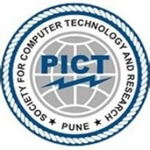 SOCIETY FOR COMPUTER TECHNOLOGY AND RESEARCH
PICT
PUNE